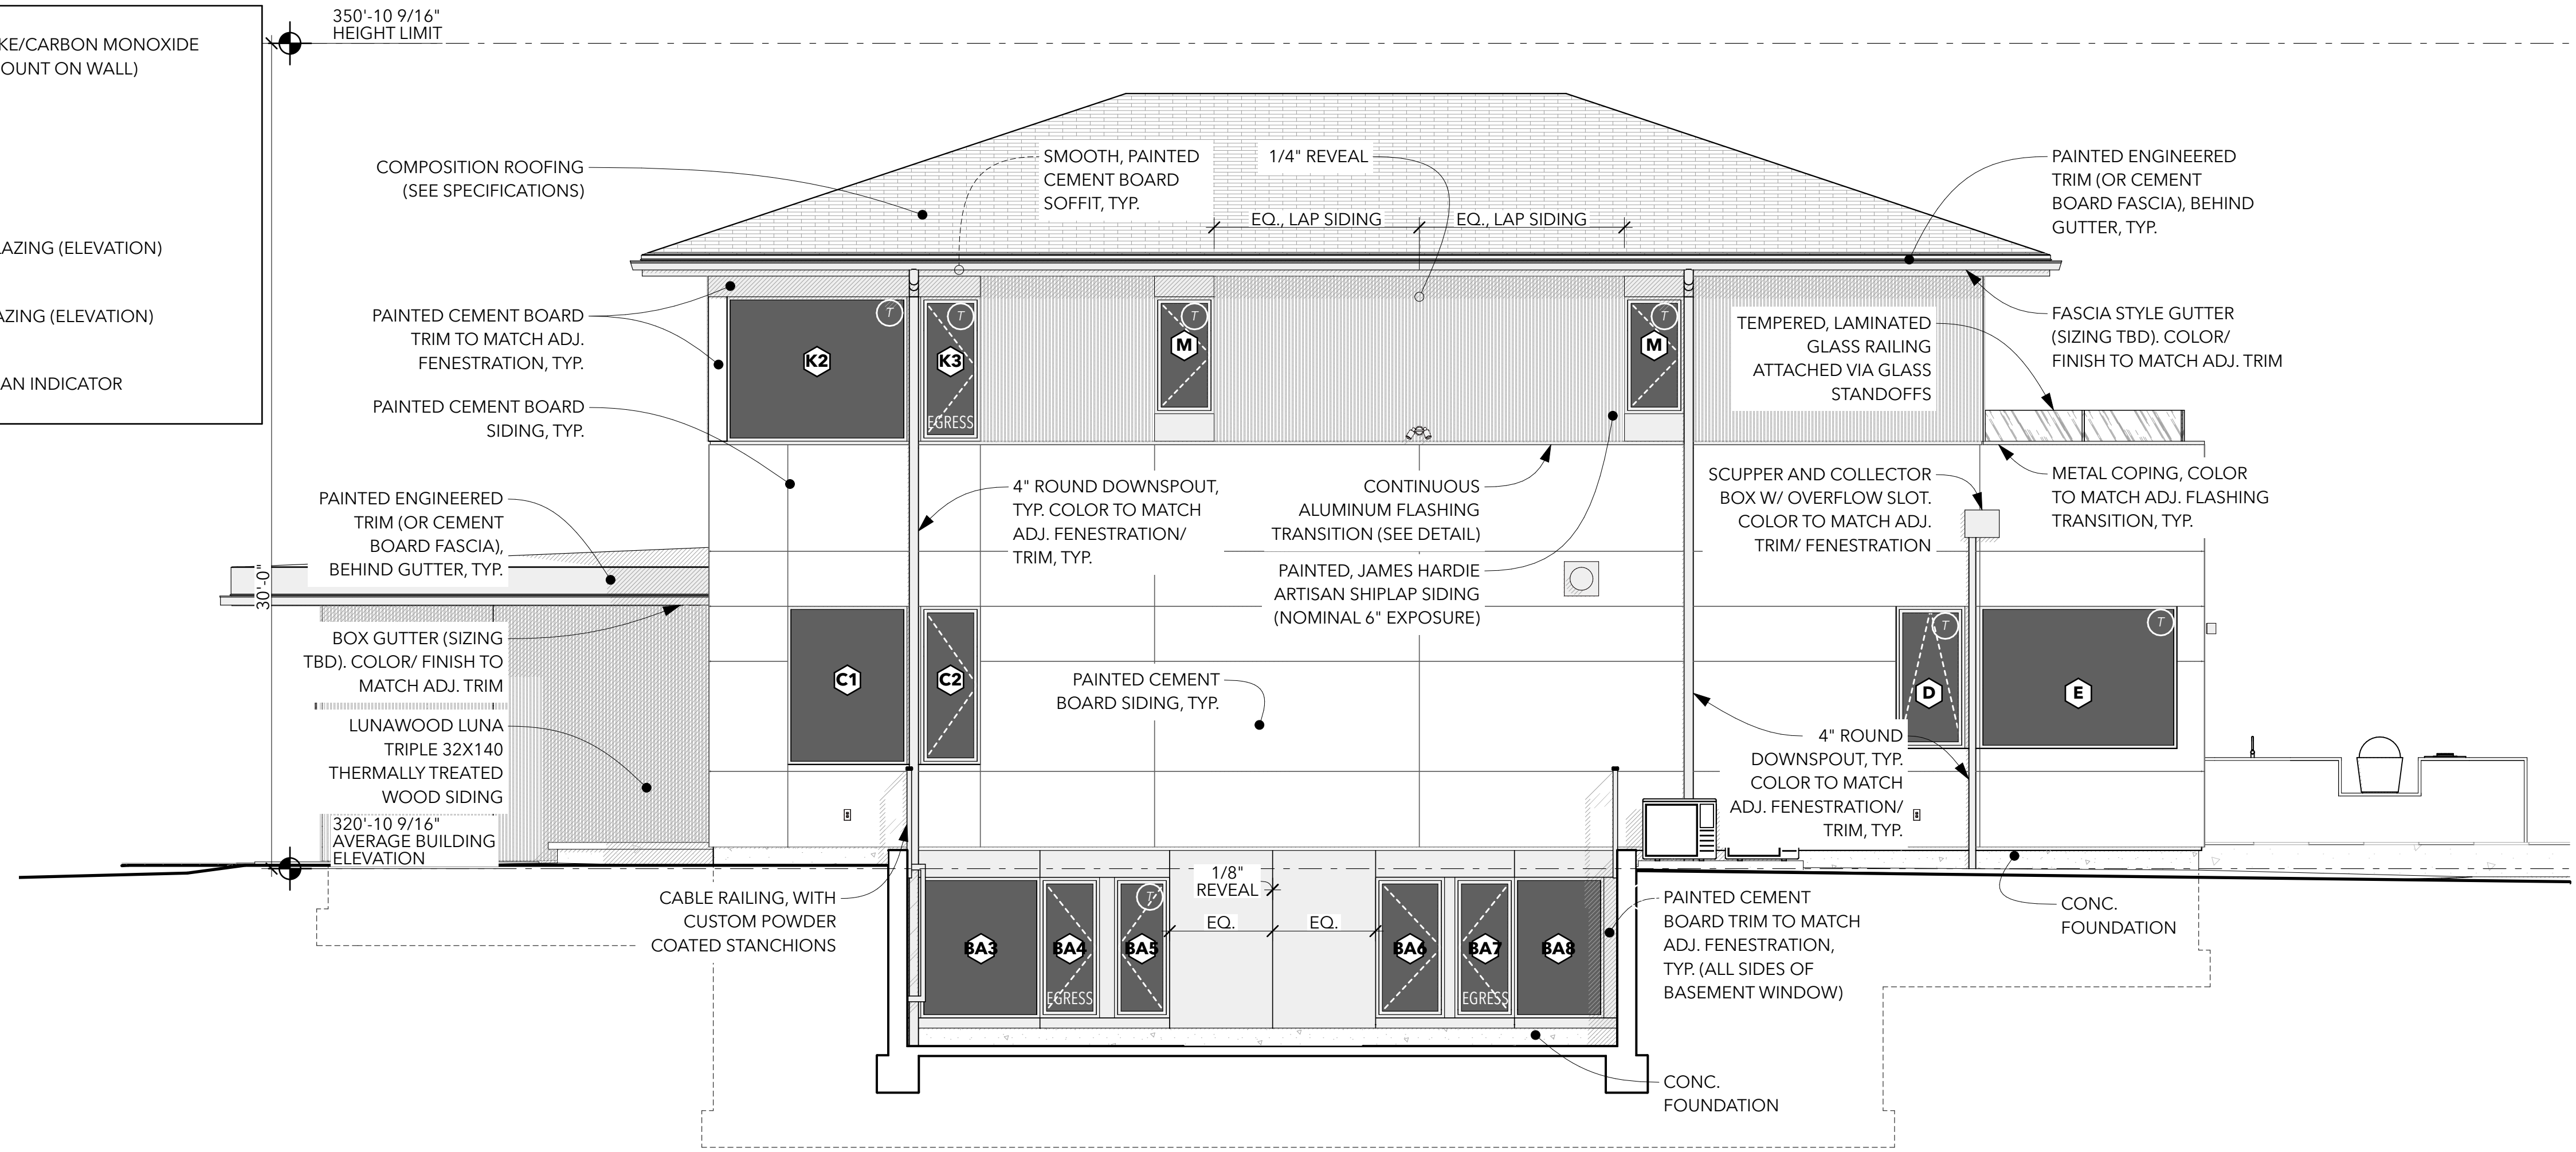 350'-10 9/16"
HEIGHT LIMIT
KE/CARBON MONOXIDE
OUNT ON WALL)
AZING (ELEVATION)
AZING (ELEVATION)
AN INDICATOR
COMPOSITION ROOFING
(SEE SPECIFICATIONS)
SMOOTH, PAINTED
CEMENT BOARD
SOFFIT, TYP.
1/4" REVEAL
EQ., LAP SIDING
EQ., LAP SIDING
PAINTED ENGINEERED
TRIM (OR CEMENT
BOARD FASCIA), BEHIND
GUTTER, TYP.
PAINTED CEMENT BOARD
TRIM TO MATCH ADJ.
FENESTRATION, TYP.
T
K2
T
K3
EGRESS
T
M
T
M
TEMPERED, LAMINATED
GLASS RAILING
ATTACHED VIA GLASS
STANDOFFS
FASCIA STYLE GUTTER
(SIZING TBD). COLOR/
FINISH TO MATCH ADJ. TRIM
PAINTED CEMENT BOARD
SIDING, TYP.
PAINTED ENGINEERED
TRIM (OR CEMENT
BOARD FASCIA),
BEHIND GUTTER, TYP.
4" ROUND DOWNSPOUT,
TYP. COLOR TO MATCH
ADJ. FENESTRATION/
TRIM, TYP.
CONTINUOUS
ALUMINUM FLASHING
TRANSITION (SEE DETAIL)
SCUPPER AND COLLECTOR
BOX W/ OVERFLOW SLOT.
COLOR TO MATCH ADJ.
TRIM/ FENESTRATION
METAL COPING, COLOR
TO MATCH ADJ. FLASHING
TRANSITION, TYP.
30'-0"
PAINTED, JAMES HARDIE
ARTISAN SHIPLAP SIDING
(NOMINAL 6" EXPOSURE)
BOX GUTTER (SIZING
TBD). COLOR/ FINISH TO
MATCH ADJ. TRIM
C1
C2
PAINTED CEMENT
BOARD SIDING, TYP.
T
D
T
E
LUNAWOOD LUNA
TRIPLE 32X140
THERMALLY TREATED
WOOD SIDING
4" ROUND
DOWNSPOUT, TYP.
COLOR TO MATCH
ADJ. FENESTRATION/
TRIM, TYP.
320'-10 9/16"
AVERAGE BUILDING
ELEVATION
CABLE RAILING, WITH
CUSTOM POWDER
COATED STANCHIONS
BA3
BA4
EGRESS
T
BA5
1/8"
REVEAL
EQ.
EQ.
BA6
BA7
EGRESS
BA8
PAINTED CEMENT
BOARD TRIM TO MATCH
ADJ. FENESTRATION,
TYP. (ALL SIDES OF
BASEMENT WINDOW)
CONC.
FOUNDATION
CONC.
FOUNDATION